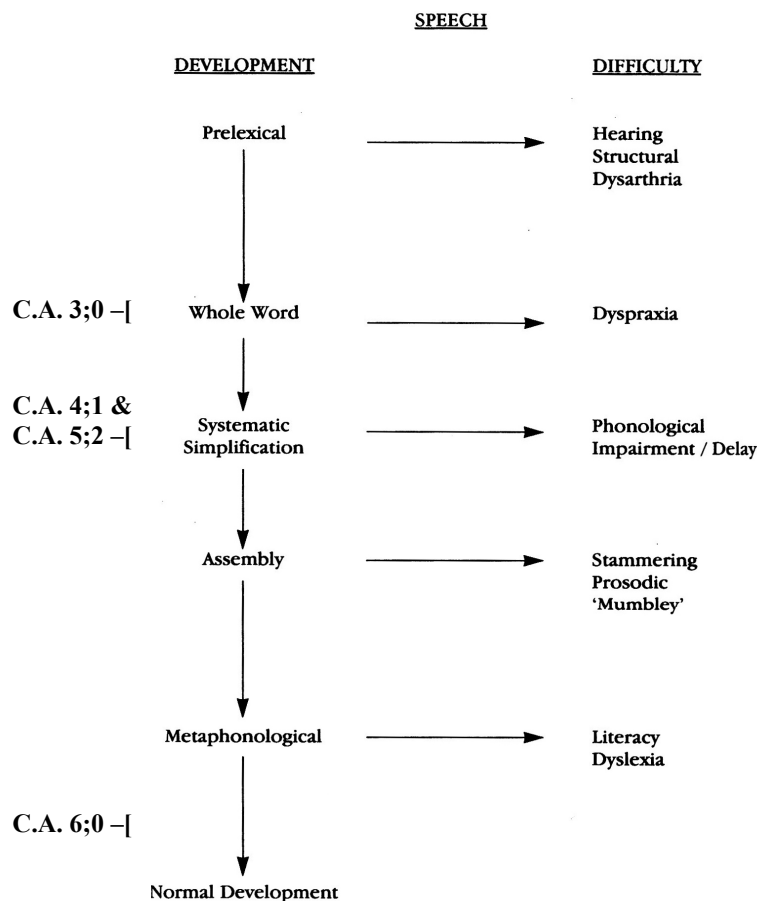 SPEECH
DEVELOPMENT DIFFICULTY
Prelexical Hearing
Structural
Dysarthria
C.A. 3;0 –[ Whole Word Dyspraxia
C.A. 4;1 &
C.A. 5;2 –[ Systematic Phonological
Simplification Impairment / Delay
Assembly Stammering
Prosodic
‘Mumbley’
Metaphonological Literacy
Dyslexia
C.A. 6;0 –[
Normal Development